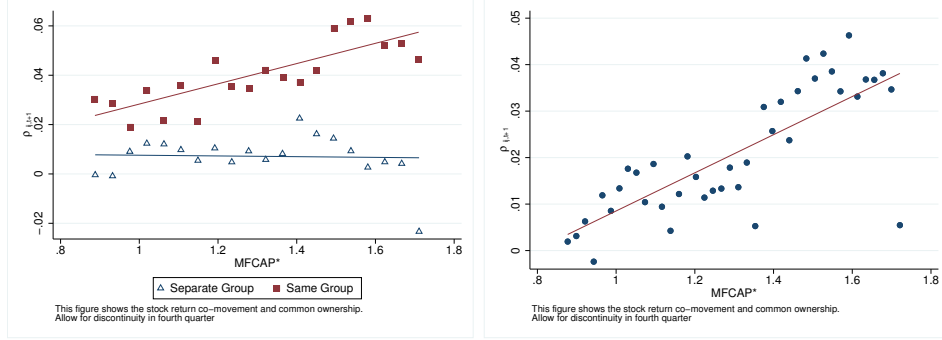 .06
.04
.02
0
-.02
ρ i,j,t+1
.8 1 1.2 1.4 1.6 1.8
MFCAP*
Separate Group Same Group
This figure shows the stock return co-movement and common ownership.
Allow for discontinuity in fourth quarter
.05
.04
.03
.02
.01
0
ρ i,j,t+1
.8 1 1.2 1.4 1.6 1.8
MFCAP*
This figure shows the stock return co-movement and common ownership.
Allow for discontinuity in fourth quarter